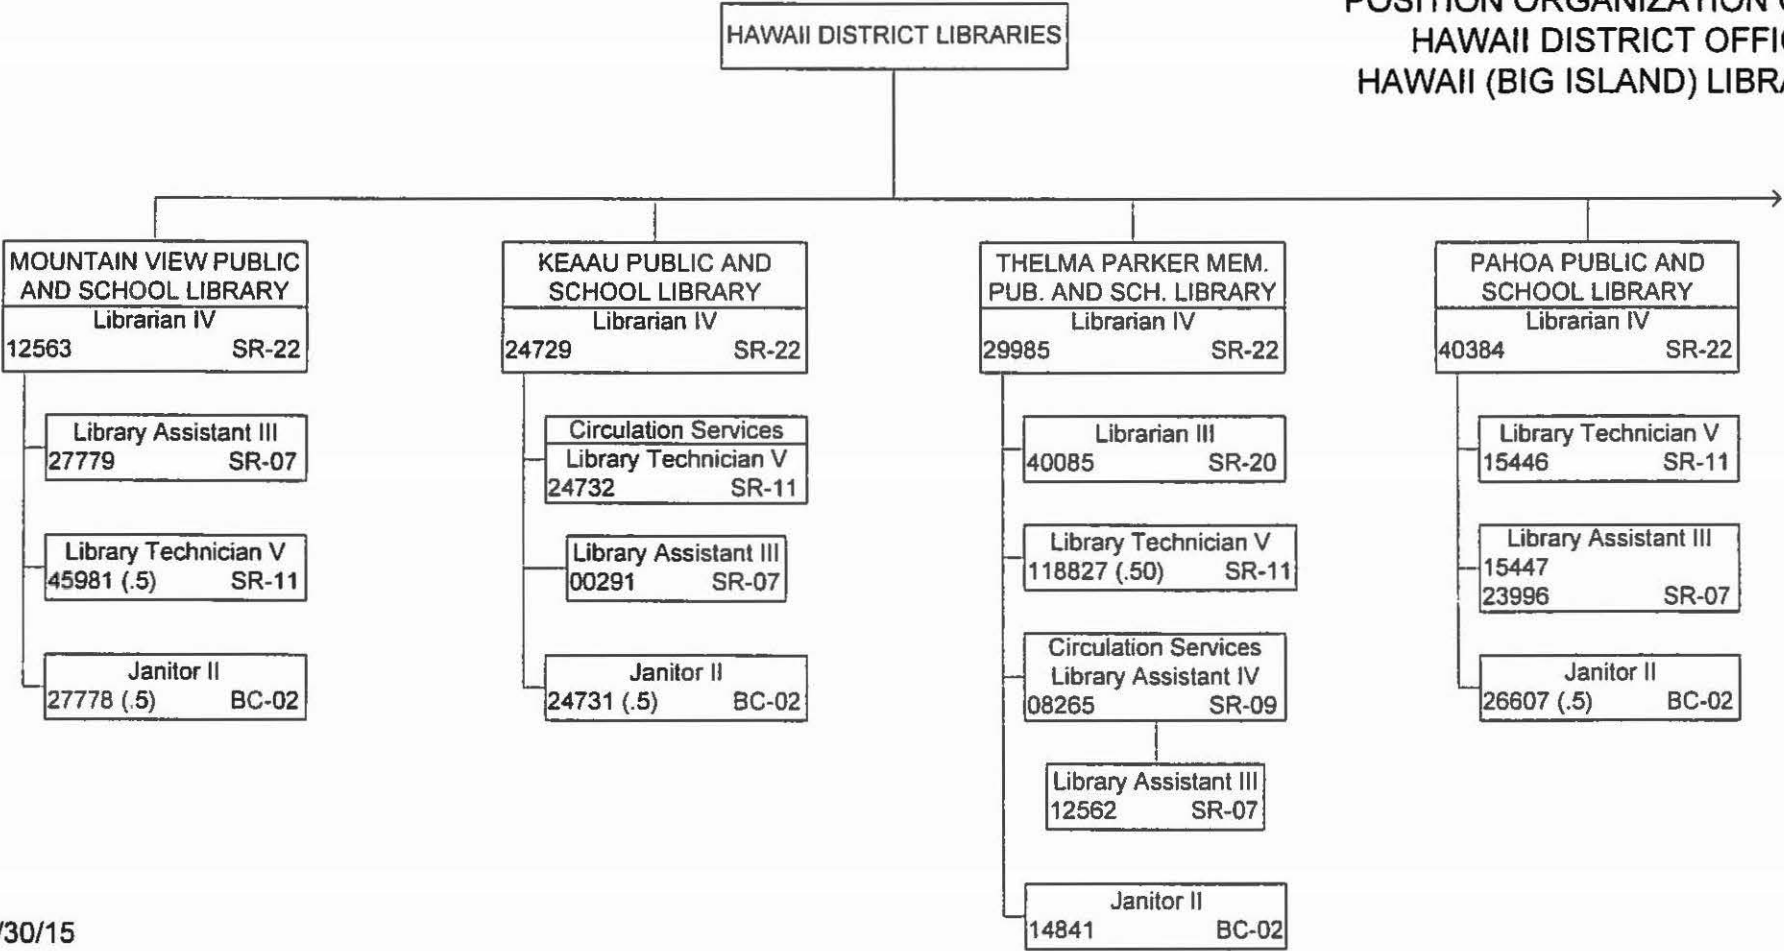 POSITION ORGANIZATION
HAWAII DISTRICT
HAWAII (BIG ISLAND)
HAWAII DISTRICT LIBRARIES
MOUNTAIN VIEW PUBLIC
AND SCHOOL LIBRARY
Librarian IV
12563 SR-22
Library Assistant III
27779 SR-07
Library Technician V
45981 (.5) SR-11
Janitor II
27778 (.5) BC-02
KEAAU PUBLIC AND
SCHOOL LIBRARY
Librarian IV
24729 SR-22
Circulation Services
Library Technician V
24732 SR-11
Library Assistant III
00291 SR-07
Janitor II
24731 (.5) BC-02
THELMA PARKER MEM.
PUB. AND SCH. LIBRARY
Librarian IV
29985 SR-22
Librarian III
40085 SR-20
Library Technician V
118827 (.50) SR-11
Circulation Services
Library Assistant IV
08265 SR-09
Library Assistant III
12562 SR-07
Janitor II
14841 BC-02
PAHOA PUBLIC AND
SCHOOL LIBRARY
Librarian IV
40384 SR-22
Library Technician V
15446 SR-11
Library Assistant III
15447
23996 SR-07
Janitor II
26607 (.5) BC-02
/30/15